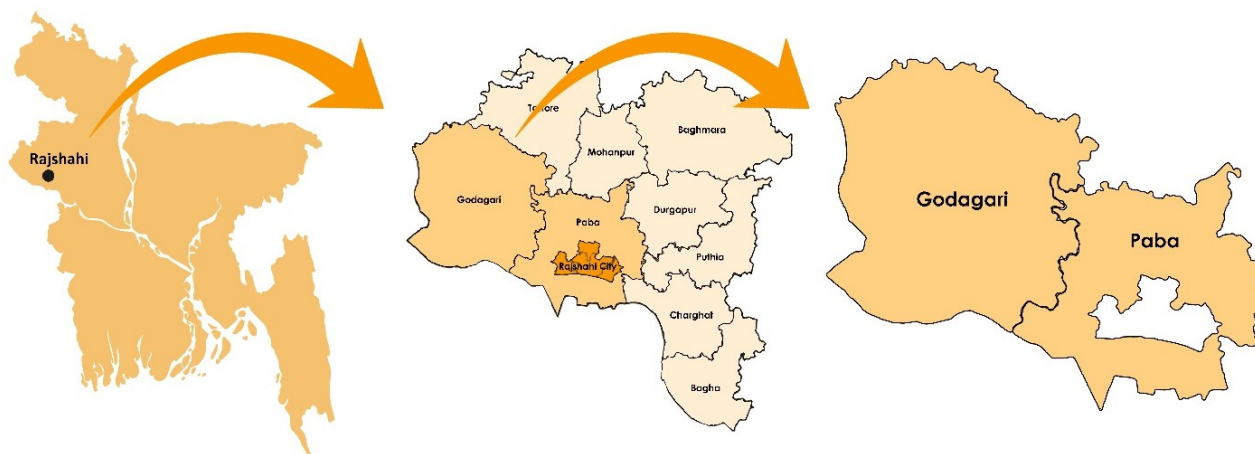 Rajshahi
Tanore
Baghmara
Mohanpur
Godagari
Durgapur
Paba
Puthia
Rajshahi City
Charghat
Bagha
Godagari
Paba